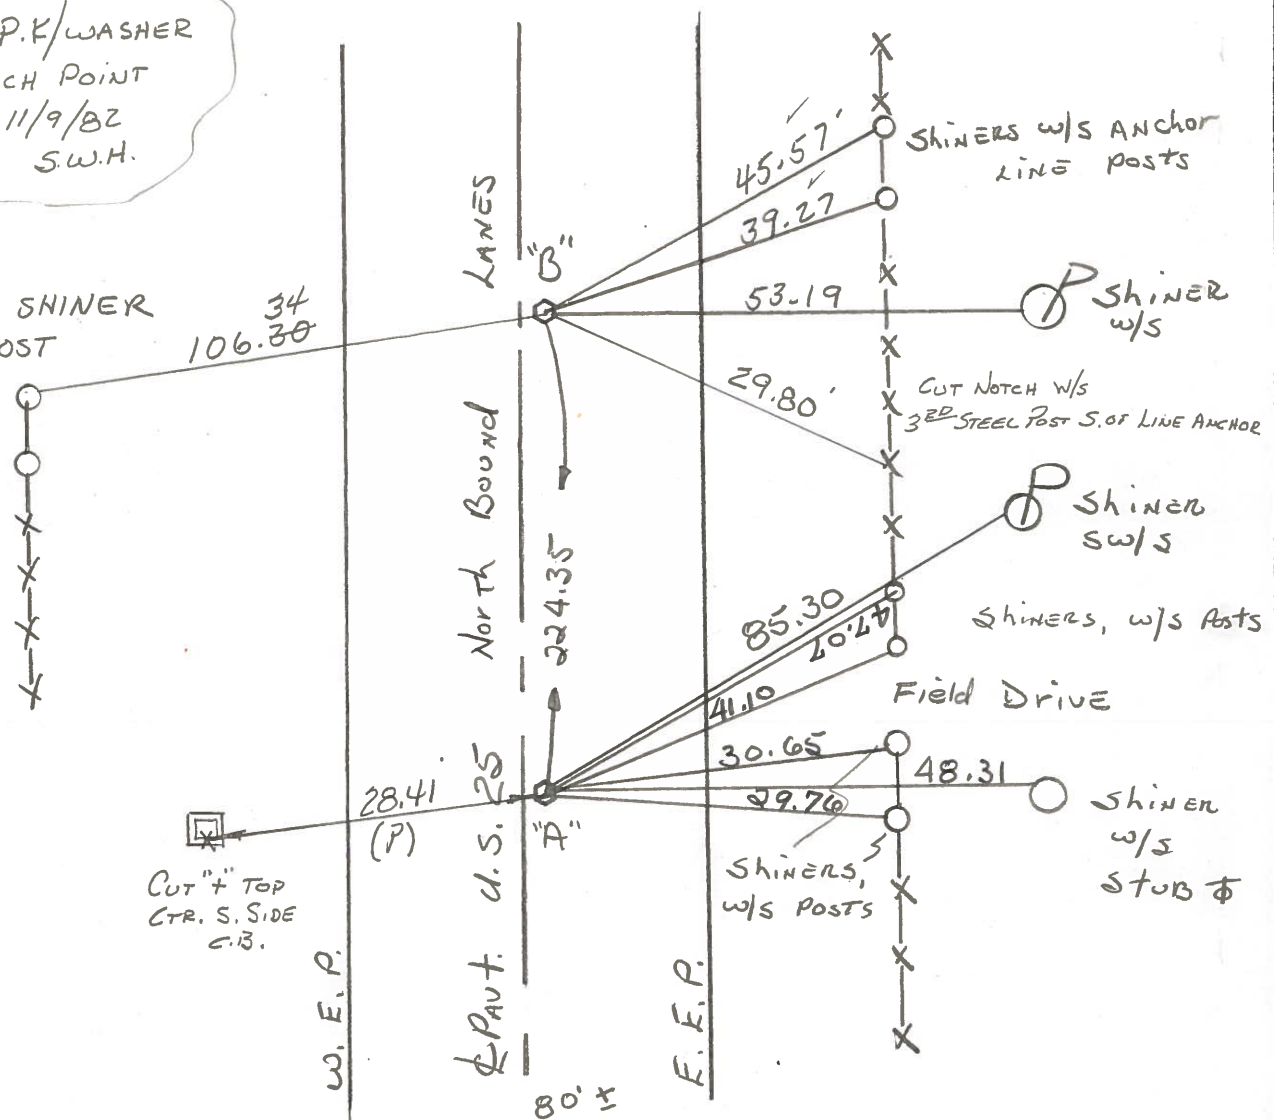 P.K/WASHER
CH POINT
11/9/82
S.W.H.
45.57'
39.27
Shiners w/s Anchor
Line posts
LANES
"B"
SHINER
OST
34
106.30
53.19
Shiner
w/s
29.80'
CUT NOTCH W/S
3RD STEEL POST S. OF LINE ANCHOR
North Bound
224.35
Shiner
SW/S
85.30
47.07
Shiners, w/s Posts
41.10
Field Drive
30.65
48.31
29.76
28.41
(P)
"A"
U.S. 25
Shiner
w/s
Stub
Shiners,
w/s POSTS
CUT "+" TOP
CTR. S. SIDE
C.B.
W. E. P.
℄ Pavt.
E. E. P.
80' ±